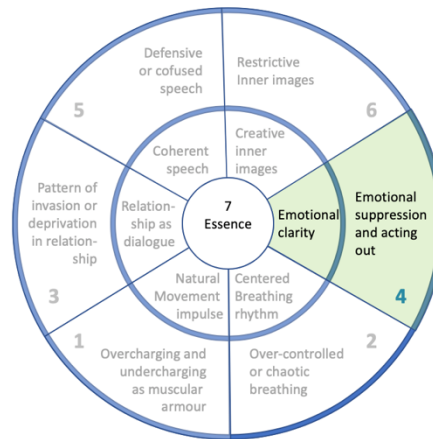 Defensive
or cofused
speech
5
Restrictive
Inner images
6
Coherent
speech
Creative
inner
images
Pattern of
invasion or
deprivation
in relation-
ship
3
Relation-
ship as
dialogue
7
Essence
Emotional
clarity
Emotional
suppression
and acting
out
4
Natural
Movement
impulse
Centered
Breathing
rhythm
1
Overcharging and
undercharging
as muscular
armour
2
Over-controlled
or chaotic
breathing